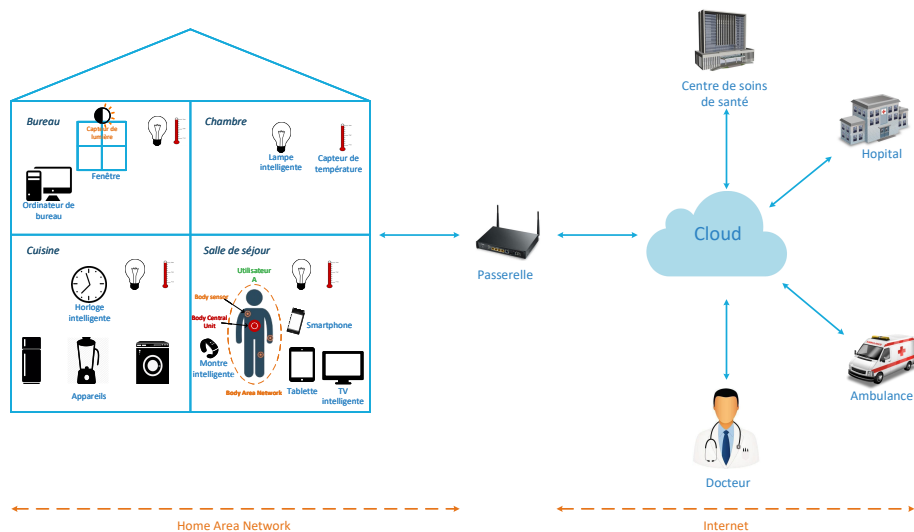 Centre de soins
de santé
Bureau
Capteur de
lumière
Fenêtre
Ordinateur de
bureau
Chambre
Lampe
intelligente
Capteur de
température
Hopital
Cloud
Passerelle
Cuisine
Horloge
intelligente
Appareils
Salle de séjour
Utilisateur
A
Body sensor
Body Central
Unit
Smartphone
Montre
intelligente
Tablette
TV
intelligente
Body Area Network
Ambulance
Docteur
Home Area Network
Internet